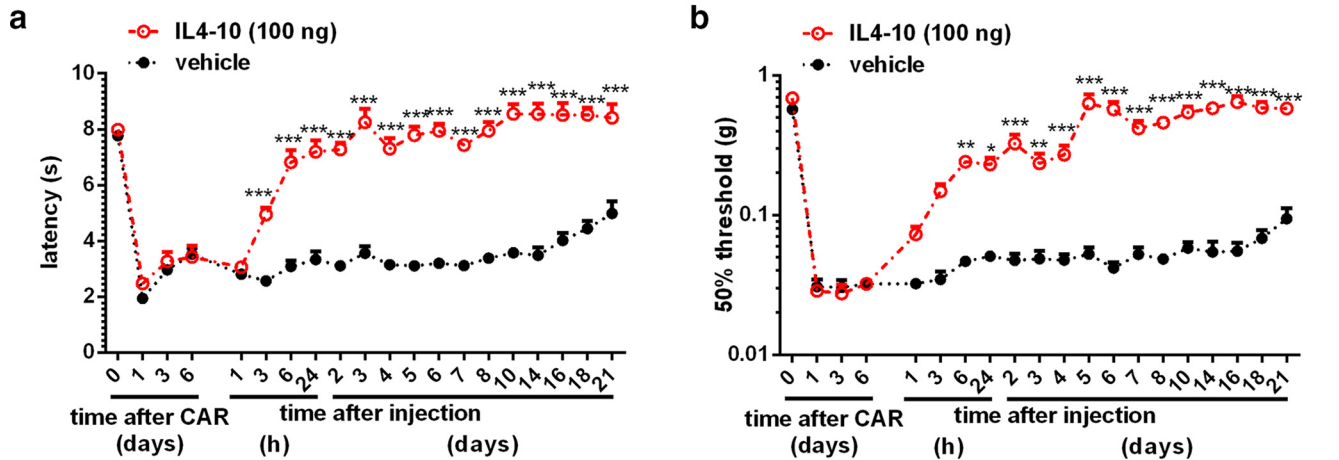 a
IL4-10 (100 ng)
vehicle
latency (s)
10
8
6
4
2
0
*** *** *** *** *** *** *** *** *** *** *** *** *** *** *** ***
0 1 3 6 1 3 6 24 2 3 4 5 6 7 8 10 14 16 18 21
time after CAR
(days)
time after injection
(h) (days)
b
IL4-10 (100 ng)
vehicle
50% threshold (g)
1
0.1
0.01
** * *** ** *** *** *** *** *** *** *** *** *** ***
0 1 3 6 1 3 6 24 2 3 4 5 6 7 8 10 14 16 18 21
time after CAR
(days)
time after injection
(h) (days)